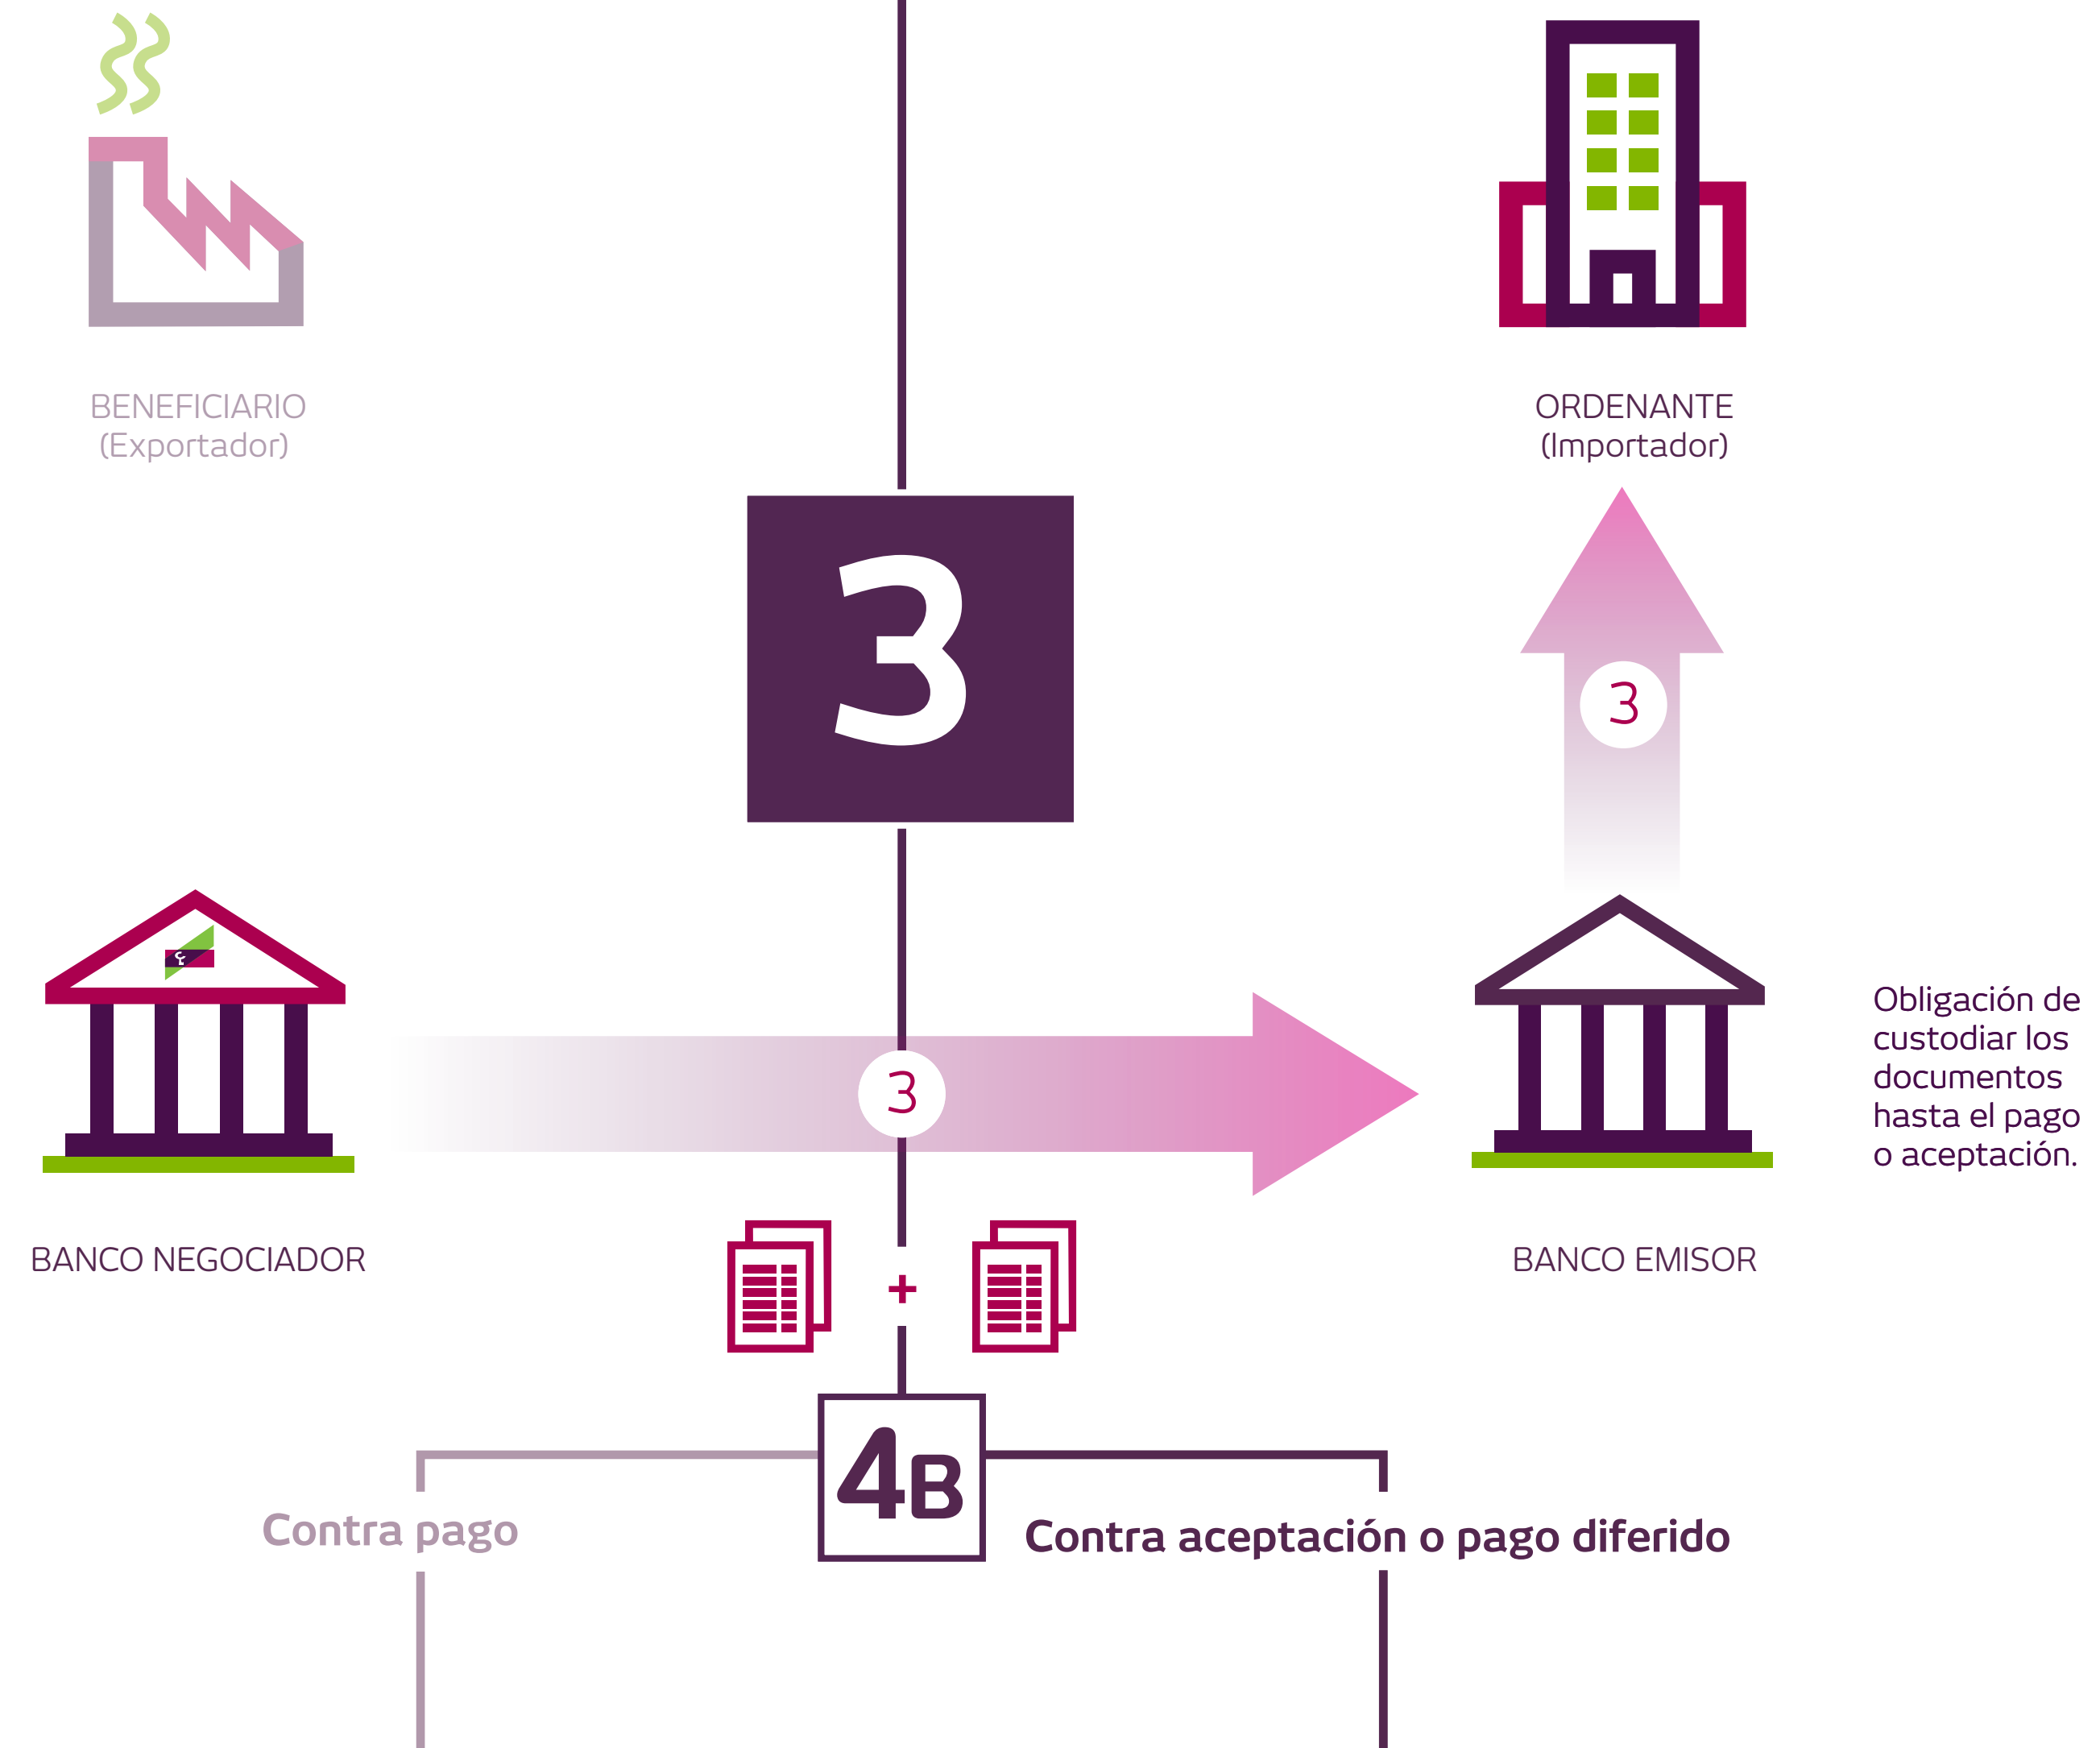 BENEFICIARIO
(Exportador)
ORDENANTE
(Importador)
3
3
3
Obligación de
custodiar los
documentos
hasta el pago
o aceptación.
BANCO NEGOCIADOR
BANCO EMISOR
+
4B
Contra pago
Contra aceptación o pago diferido